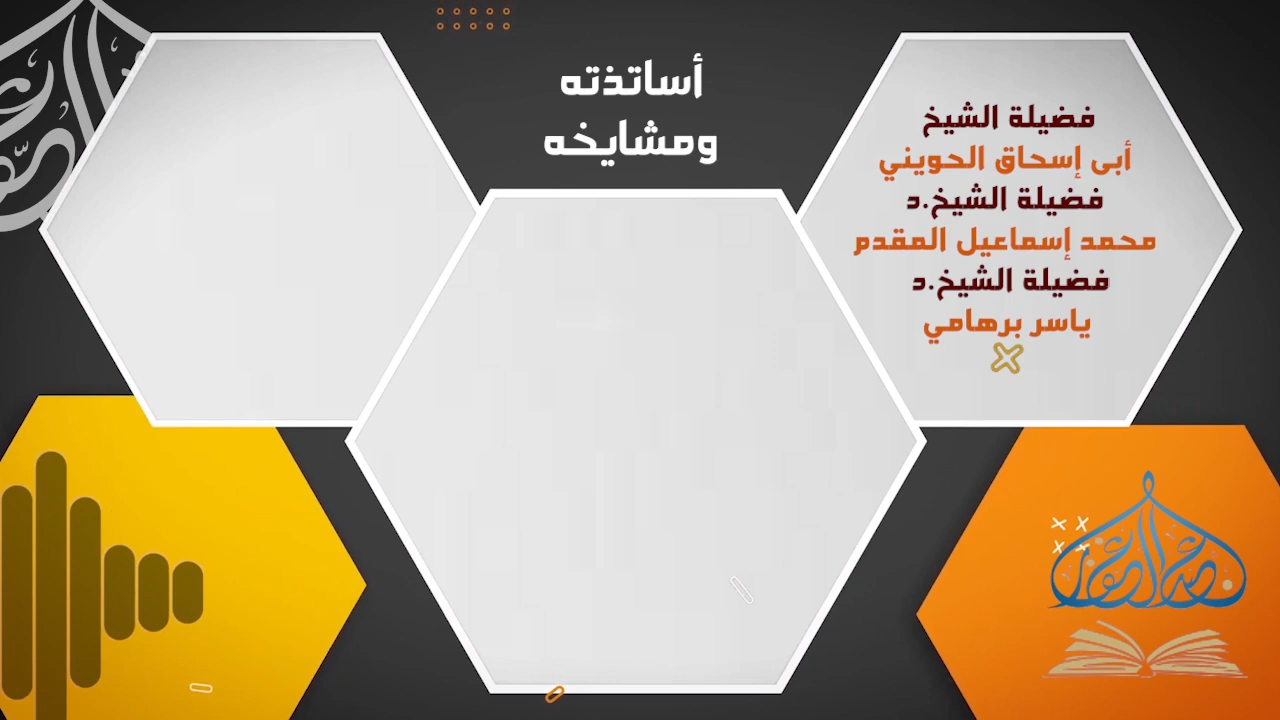 أساتذته
ومشايخه
فضيلة الشيخ
أبى إسحاق الحويني
فضيلة الشيخ.د
محمد إسماعيل المقدم
فضيلة الشيخ.د
ياسر برهامي